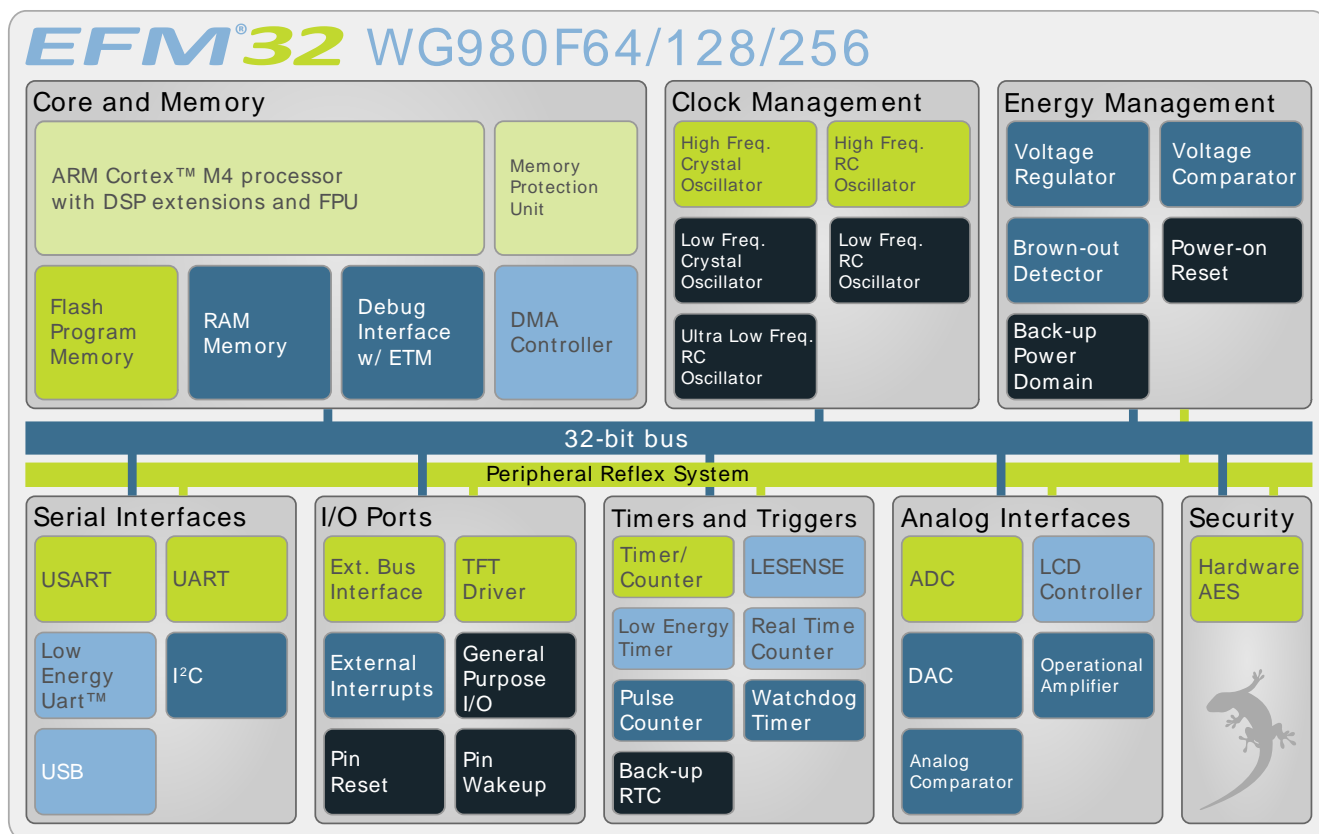 EFM®32 WG980F64/128/256
Core and Memory
ARM Cortex™ M4 processor
with DSP extensions and FPU
Memory
Protection
Unit
Flash
Program
Memory
RAM
Memory
Debug
Interface
w/ ETM
DMA
Controller
Clock Management
High Freq.
Crystal
Oscillator
High Freq.
RC
Oscillator
Low Freq.
Crystal
Oscillator
Low Freq.
RC
Oscillator
Ultra Low Freq.
RC
Oscillator
Energy Management
Voltage
Regulator
Voltage
Comparator
Brown-out
Detector
Power-on
Reset
Back-up
Power
Domain
32-bit bus
Peripheral Reflex System
Serial Interfaces
USART
UART
Low
Energy
Uart™
I²C
USB
I/O Ports
Ext. Bus
Interface
TFT
Driver
External
Interrupts
General
Purpose
I/O
Pin
Reset
Pin
Wakeup
Timers and Triggers
Timer/
Counter
LESENSE
Low Energy
Timer
Real Time
Counter
Pulse
Counter
Watchdog
Timer
Back-up
RTC
Analog Interfaces
ADC
LCD
Controller
DAC
Operational
Amplifier
Analog
Comparator
Security
Hardware
AES